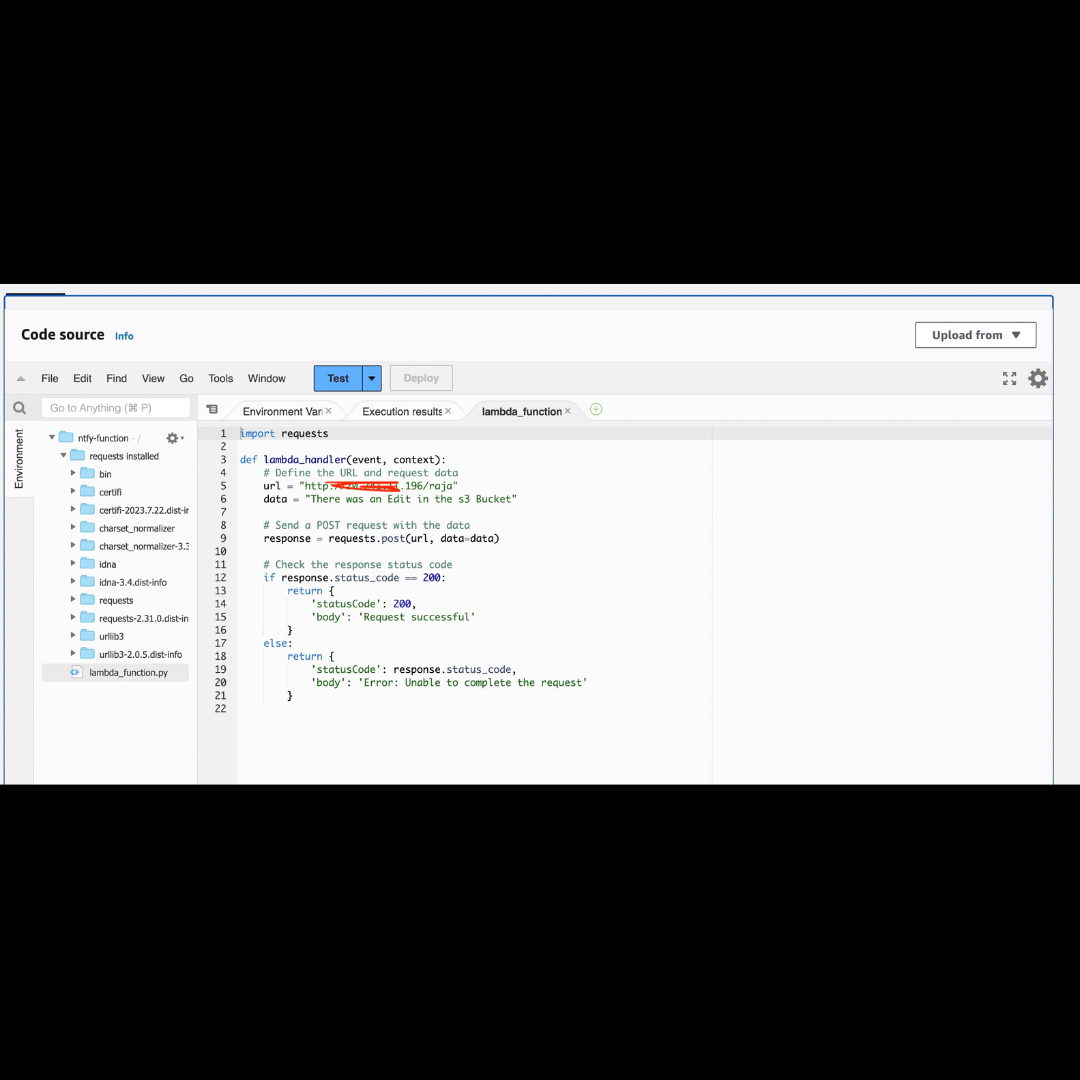 Code source Info
Upload from ▼
File Edit Find View Go Tools Window Test Deploy
Go to Anything (⌘ P)
Environment Vari × Execution results × lambda_function ×
Environment
ntfy-function - /
requests installed
bin
certifi
certifi-2023.7.22.dist-ir
charset_normalizer
charset_normalizer-3.3
idna
idna-3.4.dist-info
requests
requests-2.31.0.dist-in
urllib3
urllib3-2.0.5.dist-info
lambda_function.py
1 import requests
2
3 def lambda_handler(event, context):
4 # Define the URL and request data
5 url = "http: .196/raja"
6 data = "There was an Edit in the s3 Bucket"
7
8 # Send a POST request with the data
9 response = requests.post(url, data=data)
10
11 # Check the response status code
12 if response.status_code == 200:
13 return {
14 'statusCode': 200,
15 'body': 'Request successful'
16 }
17 else:
18 return {
19 'statusCode': response.status_code,
20 'body': 'Error: Unable to complete the request'
21 }
22